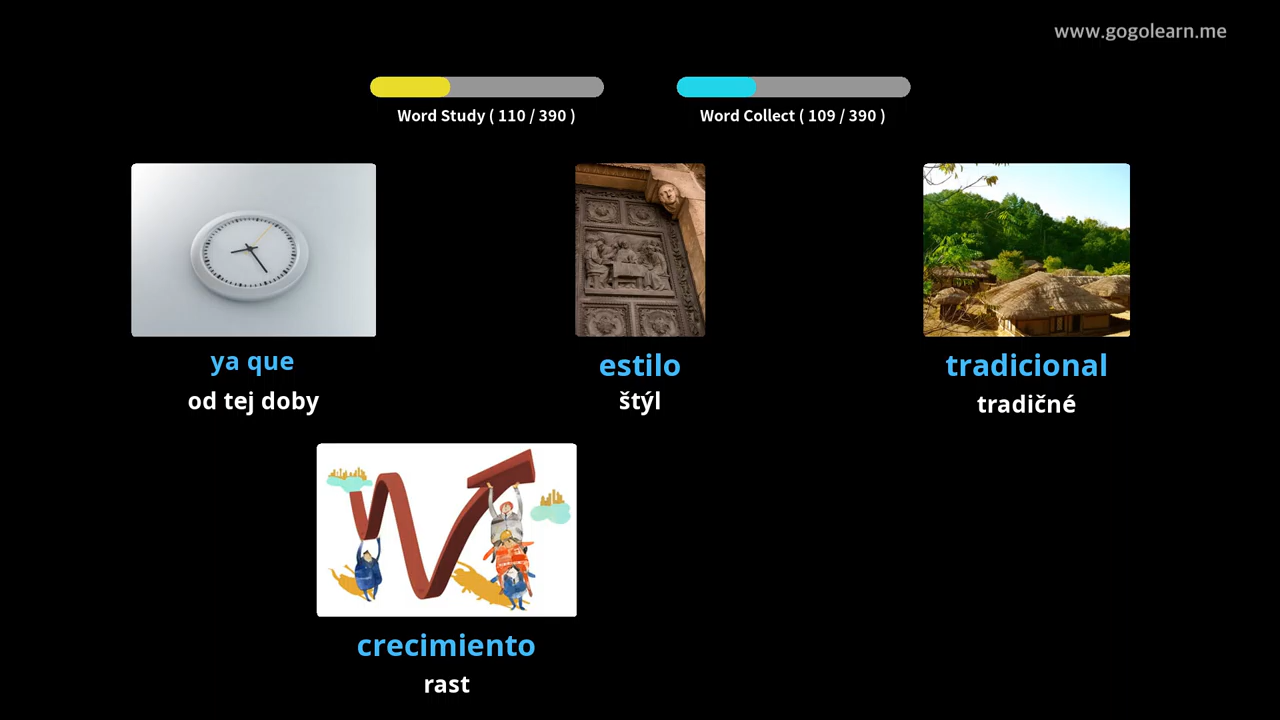 www.gogolearn.me
Word Study ( 110 / 390 )
Word Collect ( 109 / 390 )
ya que
od tej doby
estilo
štýl
tradicional
tradičné
crecimiento
rast